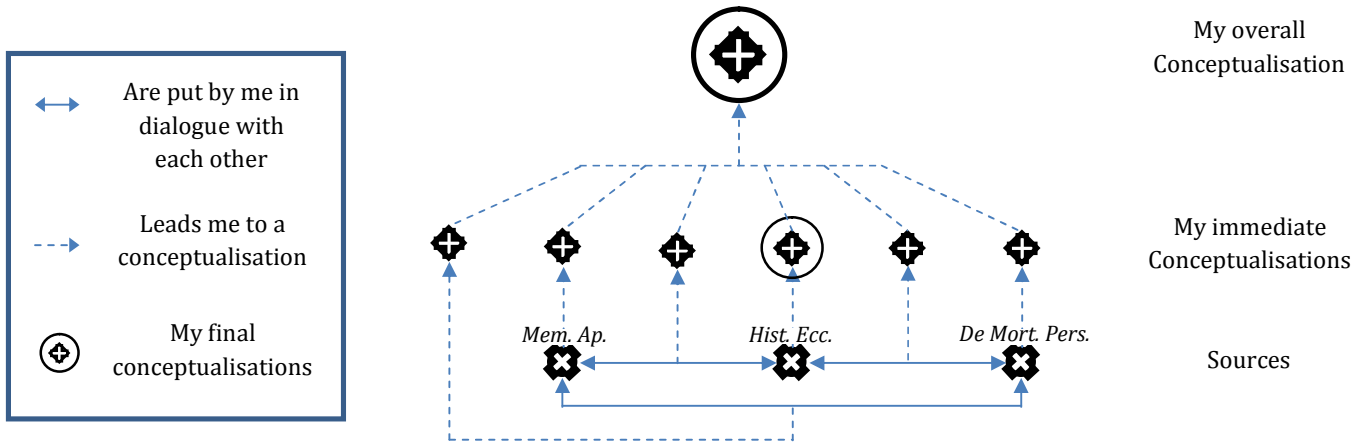 Are put by me in
dialogue with
each other
Leads me to a
conceptualisation
My final
conceptualisations
My overall
Conceptualisation
My immediate
Conceptualisations
Mem. Ap.
Hist. Ecc.
De Mort. Pers.
Sources